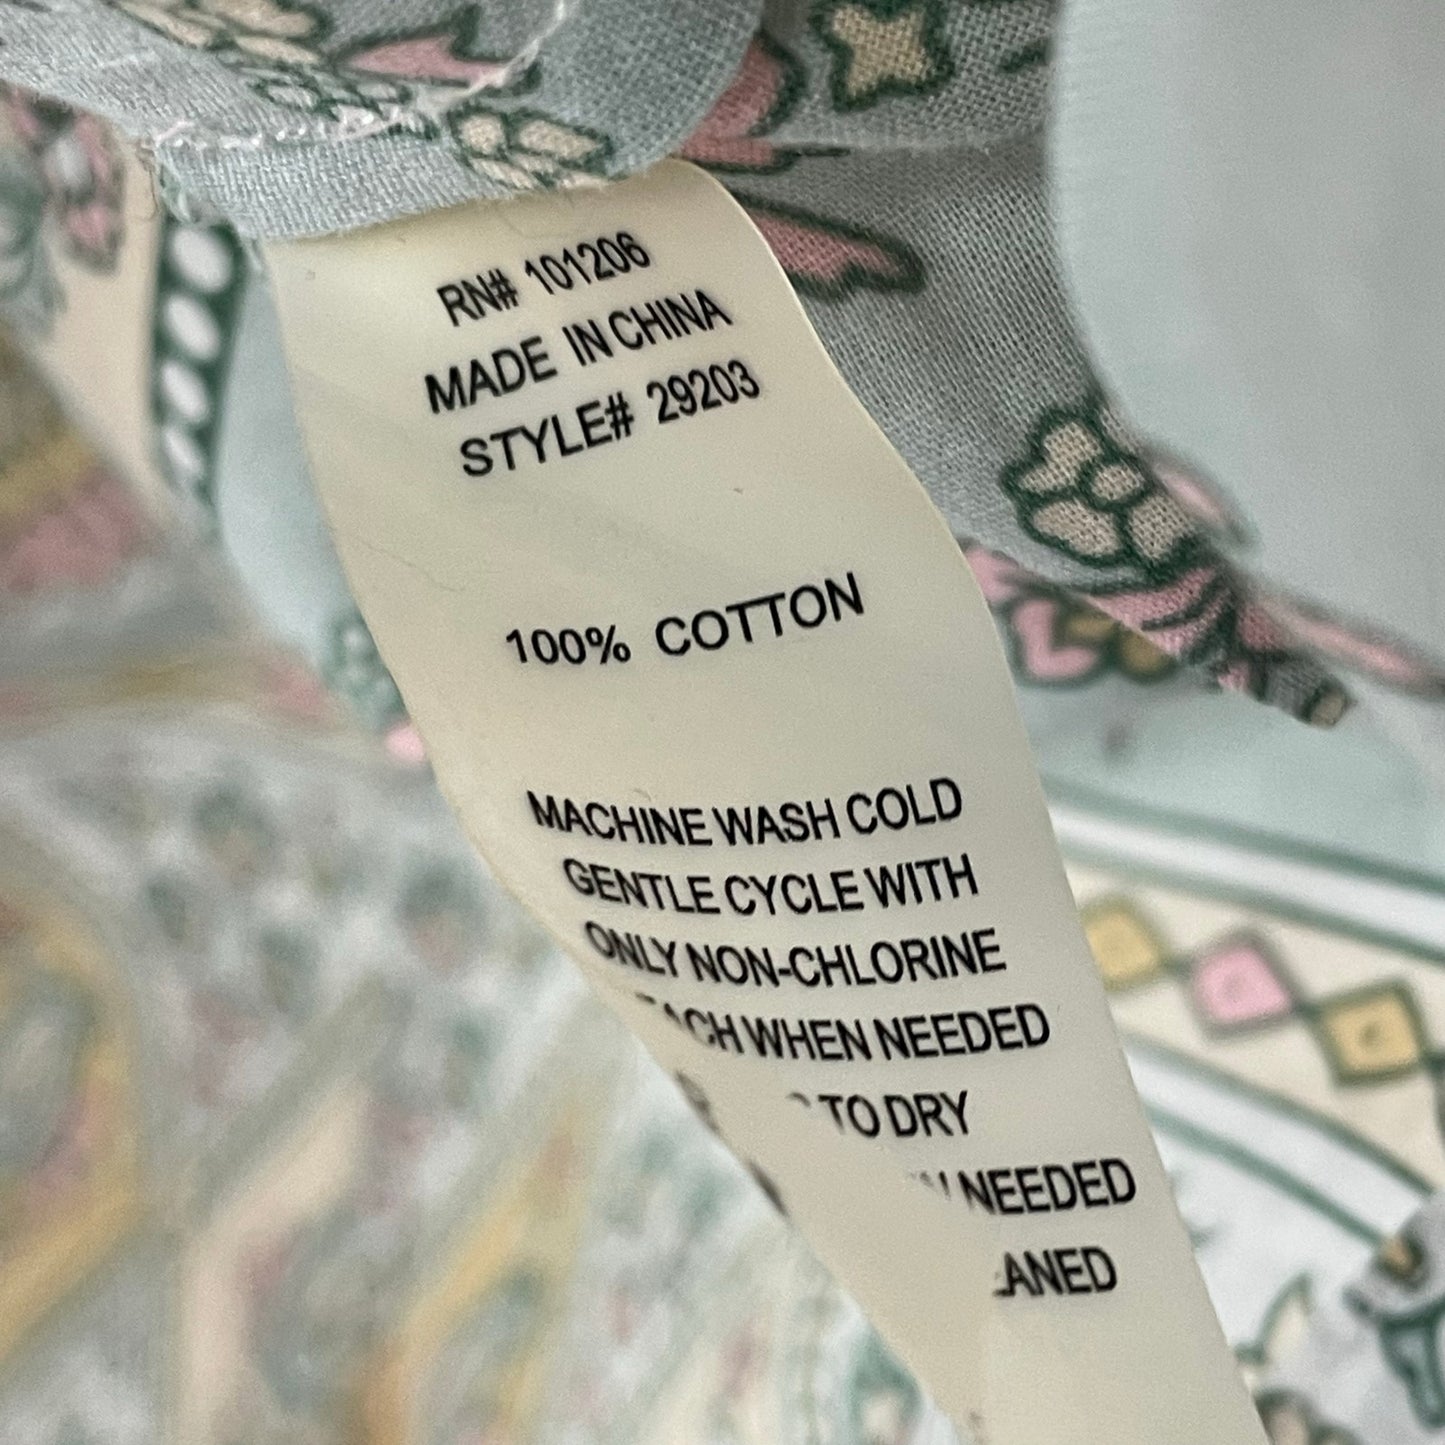 RN# 101206
MADE IN CHINA
STYLE# 29203
100% COTTON
MACHINE WASH COLD
GENTLE CYCLE WITH
ONLY NON-CHLORINE
WHEN NEEDED
TO DRY
NEEDED